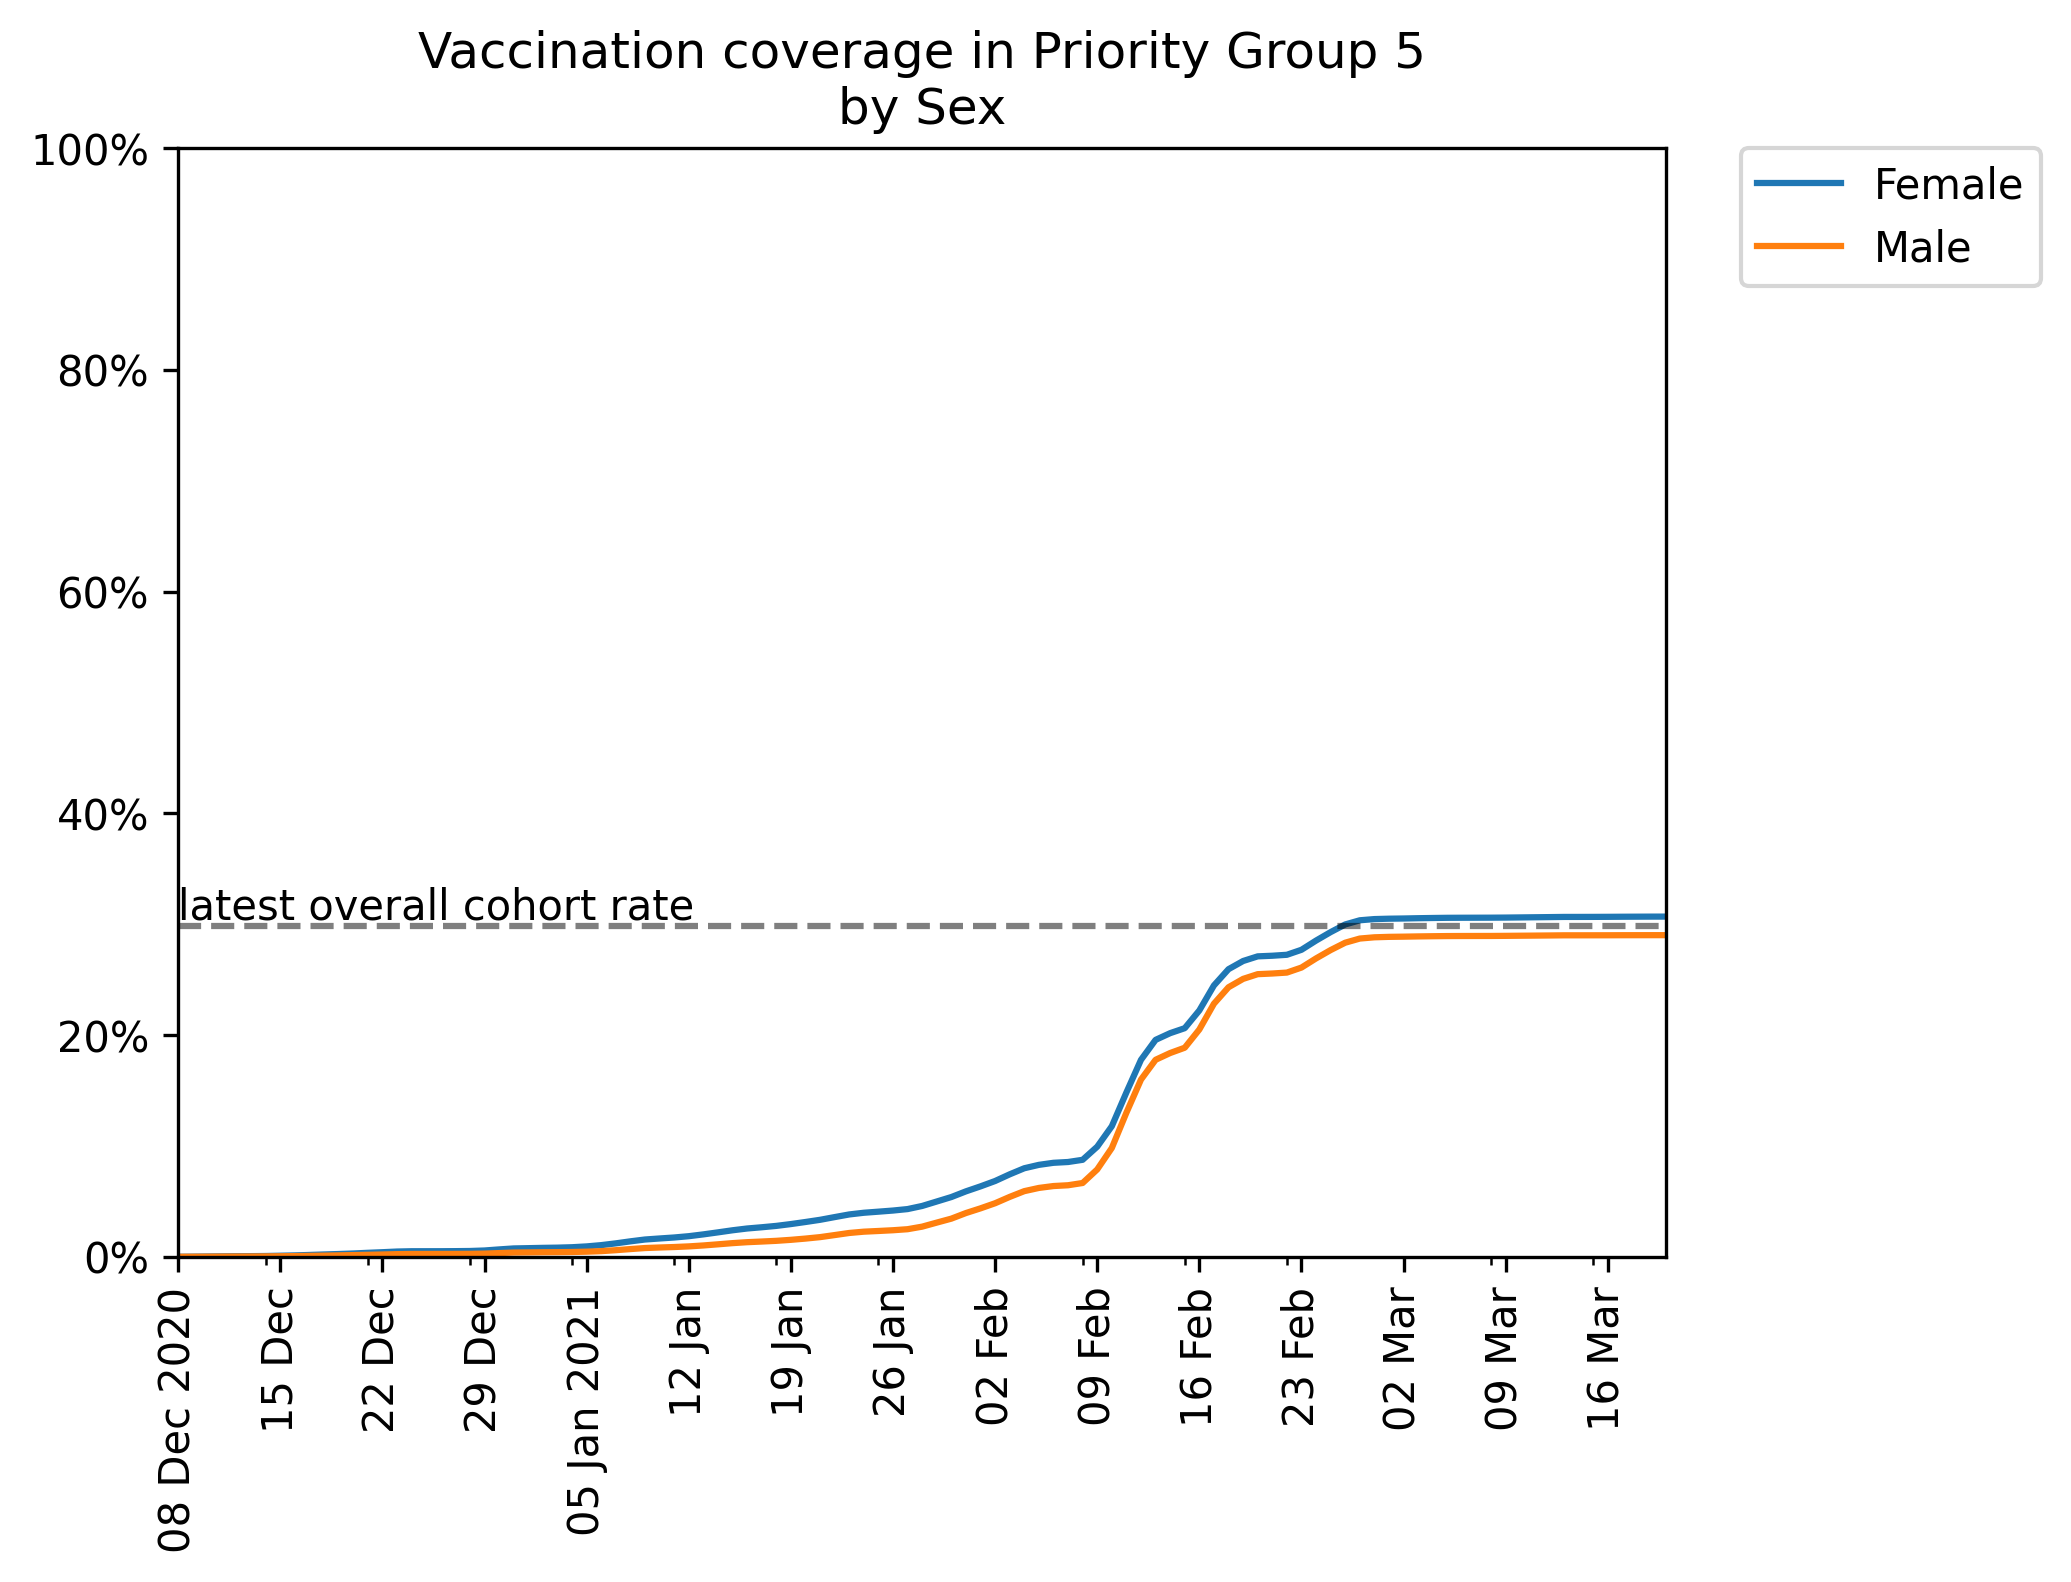 Vaccination coverage in Priority Group 5
by Sex
100%
80%
60%
40%
20%
0%
latest overall cohort rate
Female
Male
08 Dec 2020
15 Dec
22 Dec
29 Dec
05 Jan 2021
12 Jan
19 Jan
26 Jan
02 Feb
09 Feb
16 Feb
23 Feb
02 Mar
09 Mar
16 Mar